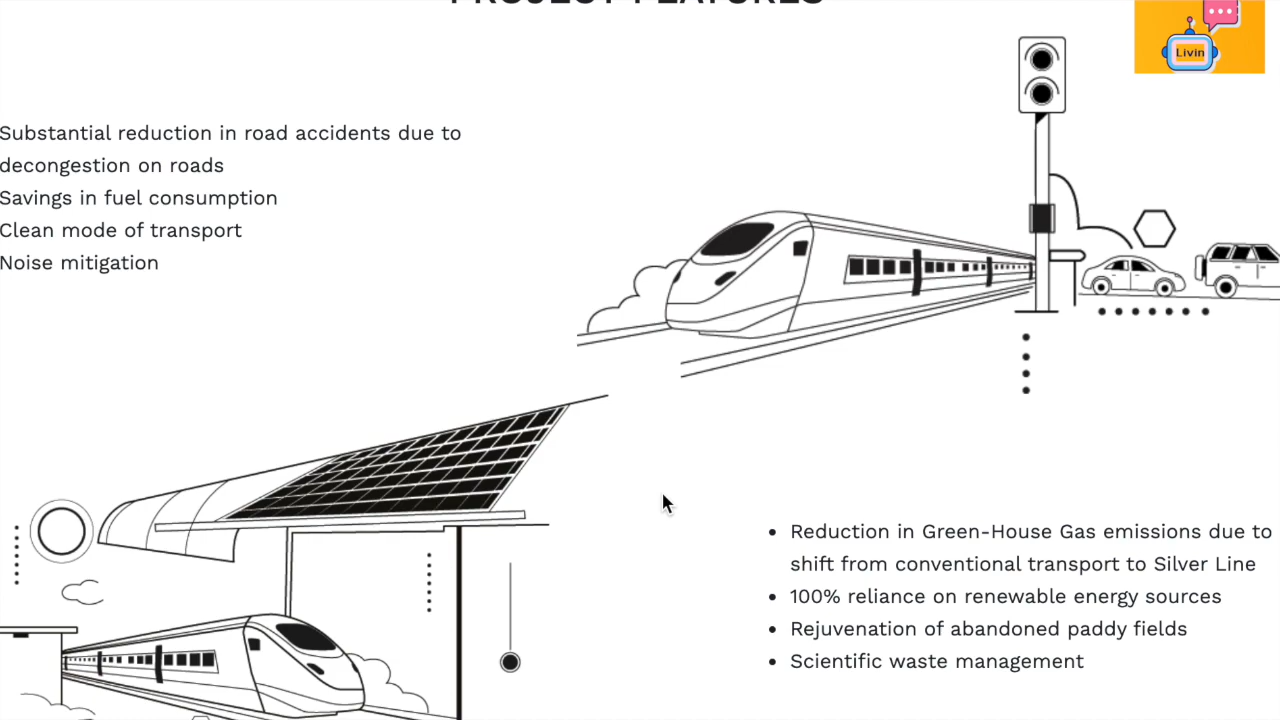 PROJECT FEATURES
Livin
Substantial reduction in road accidents due to
decongestion on roads
Savings in fuel consumption
Clean mode of transport
Noise mitigation
• Reduction in Green-House Gas emissions due to
shift from conventional transport to Silver Line
• 100% reliance on renewable energy sources
• Rejuvenation of abandoned paddy fields
• Scientific waste management